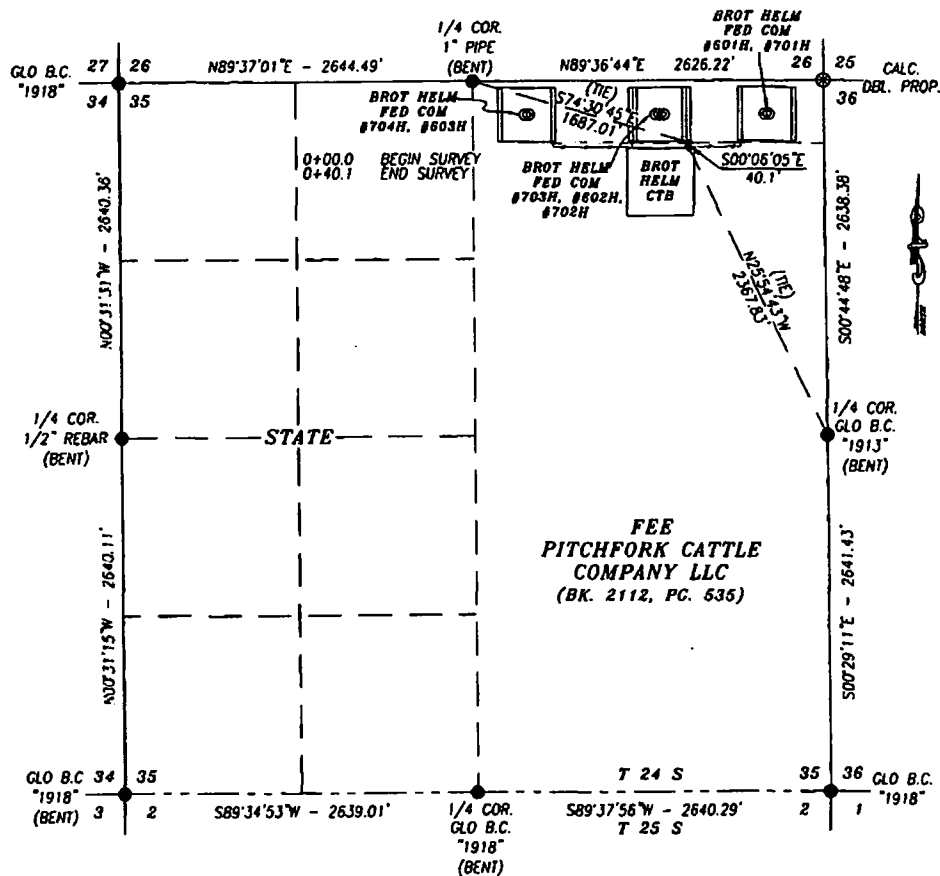 1/4 COR.
1" PIPE
(BENT)
BROT HELM
FED COM
#601H, #701H
GLO B.C.
"1918"
27 26
34 35
N89'37'01"E - 2644.49'
N89'36'44"E 2626.22'
26 25
36
CALC.
DBL. PROP.
BROT HELM
FED COM
#704H, #603H
(TIE)
S74'30'45"E
1687.01'
0+00.0 BEGIN SURVEY
0+40.1 END SURVEY
BROT HELM
FED COM
#703H, #602H,
#702H
BROT
HELM
CTB
S00'06'05"E
40.1'
N00'31'31"W - 2640.36'
(TIE)
N25'54'43"W
2367.83'
S00'44'48"E - 2638.38'
1/4 COR.
1/2" REBAR
(BENT)
STATE
1/4 COR.
GLO B.C.
"1913"
(BENT)
FEE
PITCHFORK CATTLE
COMPANY LLC
(BK. 2112, PG. 535)
N00'31'15"W - 2640.11'
S00'29'11"E - 2641.43'
GLO B.C
"1918"
(BENT)
34 35
3 2
S89'34'53"W - 2639.01'
1/4 COR.
GLO B.C.
"1918"
(BENT)
T 24 S
S89'37'56"W - 2640.29'
T 25 S
35 36
2 1
GLO B.C.
"1918"